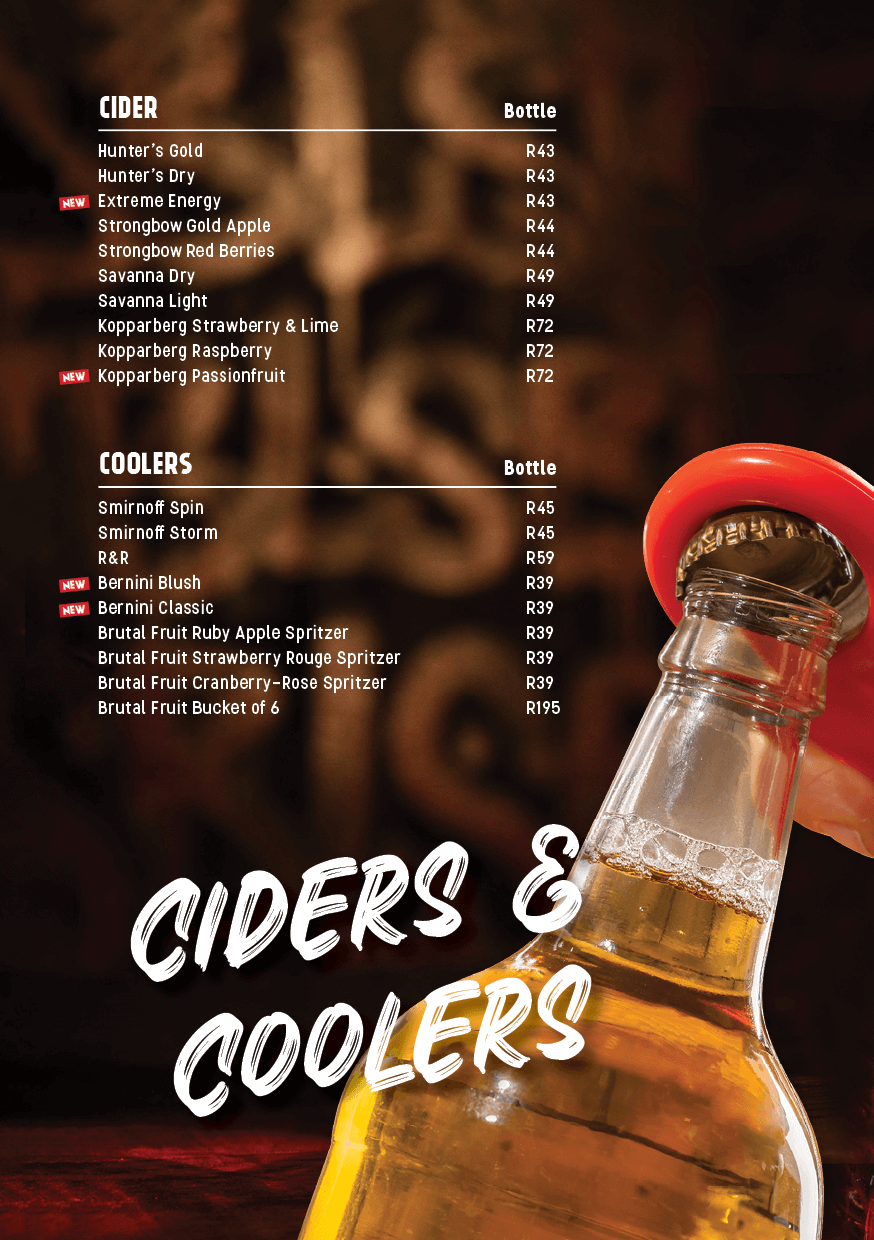 CIDER Bottle
Hunter's Gold R43
Hunter's Dry R43
NEW Extreme Energy R43
Strongbow Gold Apple R44
Strongbow Red Berries R44
Savanna Dry R49
Savanna Light R49
Kopparberg Strawberry & Lime R72
Kopparberg Raspberry R72
NEW Kopparberg Passionfruit R72
COOLERS Bottle
Smirnoff Spin R45
Smirnoff Storm R45
R&R R59
NEW Bernini Blush R39
NEW Bernini Classic R39
Brutal Fruit Ruby Apple Spritzer R39
Brutal Fruit Strawberry Rouge Spritzer R39
Brutal Fruit Cranberry-Rose Spritzer R39
Brutal Fruit Bucket of 6 R195
CIDERS &
COOLERS